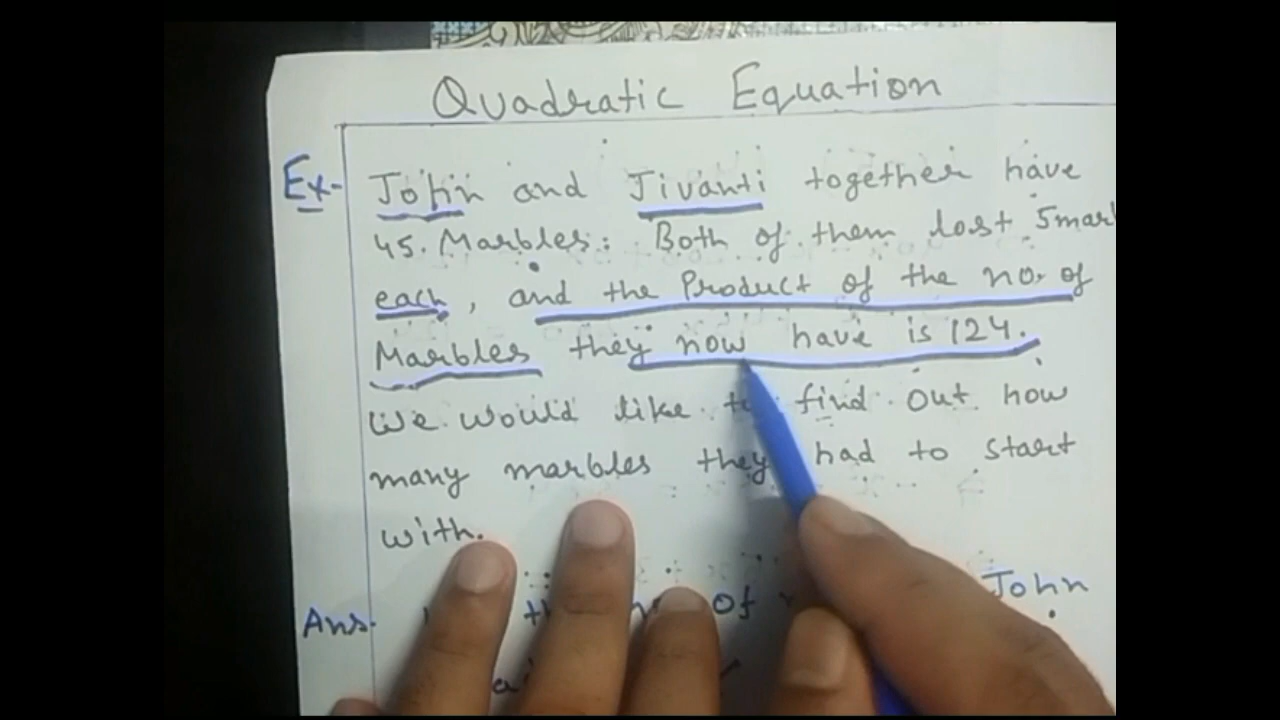 Quadratic Equation
Ex- John and Jivanti together have
45. Marbles. Both of them lost 5 mar
each, and the Product of the no. of
Marbles they now have is 124.
We would like to find out how
many marbles they had to start
with.
Ans. of John